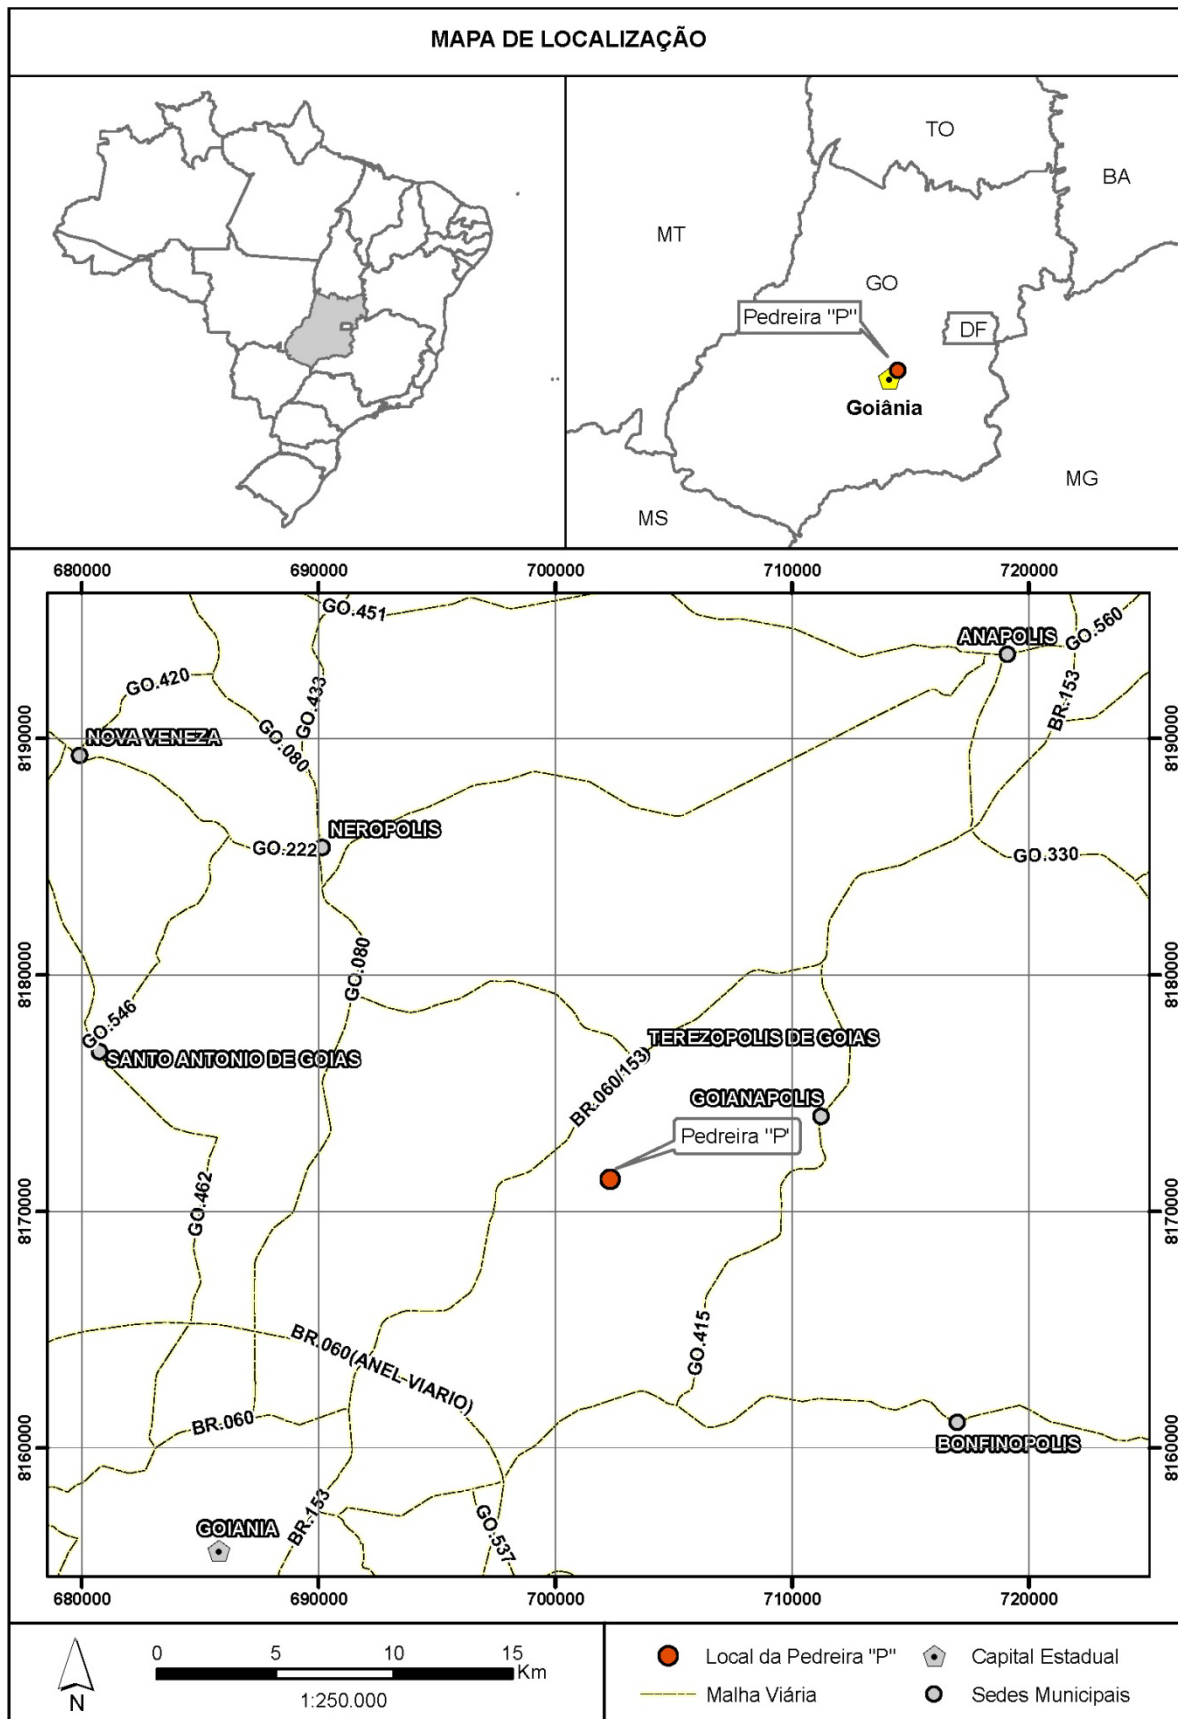 MAPA DE LOCALIZAÇÃO
TO
BA
MT
GO
Pedreira "P"
DF
Goiânia
MG
MS
680000
690000
700000
710000
720000
GO.451
ANAPOLIS
GO.560
GO.420
GO.433
BR.153
8190000
NOVA VENEZA
GO.080
8190000
NEROPOLIS
GO.222
GO.330
GO.080
8180000
8180000
GO.546
TEREZOPOLIS DE GOIAS
SANTO ANTONIO DE GOIAS
BR.060/153)
GOIANAPOLIS
Pedreira "P'
GO.462
8170000
8170000
BR.060(ANEL VIARIO)
GO.415
BR.060
8160000
BONFINOPOLIS
8160000
GOIANIA
BR.153
GO.537
680000
690000
700000
710000
720000
0 5 10 15
Km
1:250.000
N
Local da Pedreira "P"
Capital Estadual
Malha Viária
Sedes Municipais